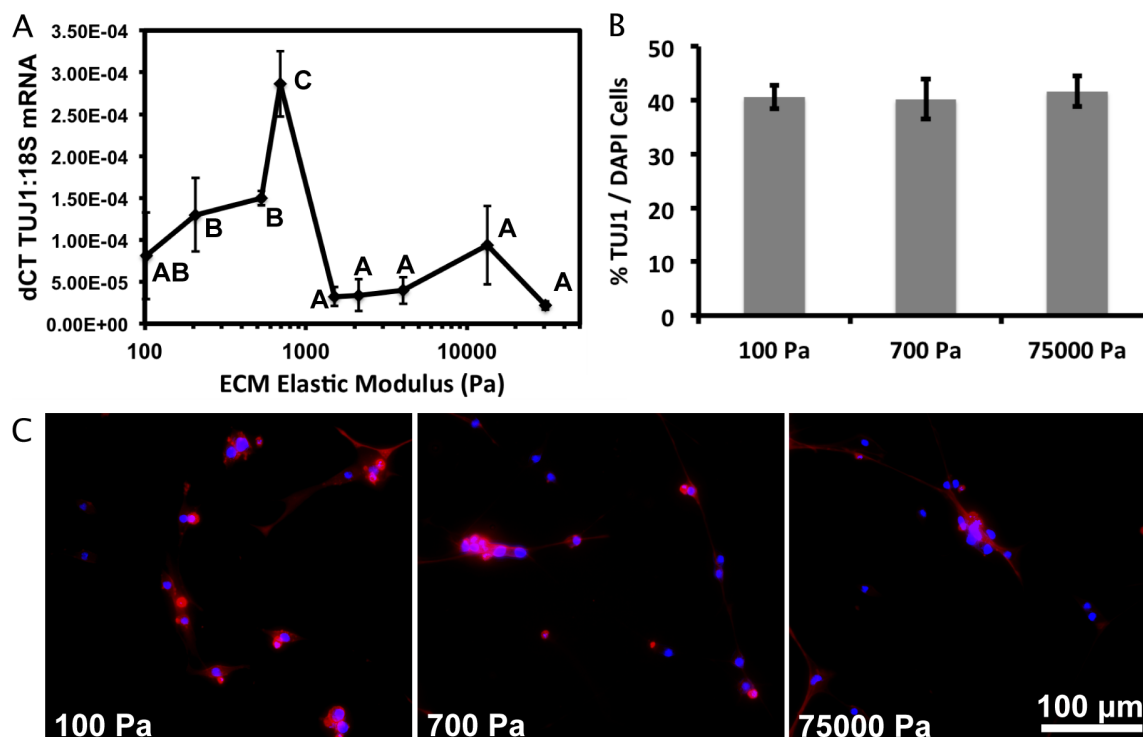 A
dCT TUJ1:18S mRNA
3.50E-04
3.00E-04
2.50E-04
2.00E-04
1.50E-04
1.00E-04
5.00E-05
0.00E+00
AB
B
B
C
A
A
A
A
A
100
1000
10000
ECM Elastic Modulus (Pa)
B
% TUJ1 / DAPI Cells
50
40
30
20
10
0
100 Pa
700 Pa
75000 Pa
C
100 Pa
700 Pa
75000 Pa
100 µm